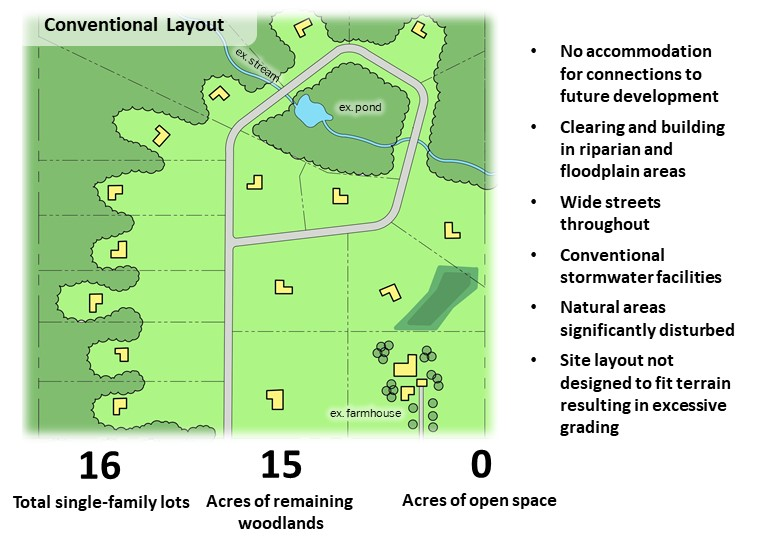 Conventional Layout
ex. stream
ex. pond
ex. farmhouse
• No accommodation
for connections to
future development
• Clearing and building
in riparian and
floodplain areas
• Wide streets
throughout
• Conventional
stormwater facilities
• Natural areas
significantly disturbed
• Site layout not
designed to fit terrain
resulting in excessive
grading
16
Total single-family lots
15
Acres of remaining
woodlands
0
Acres of open space